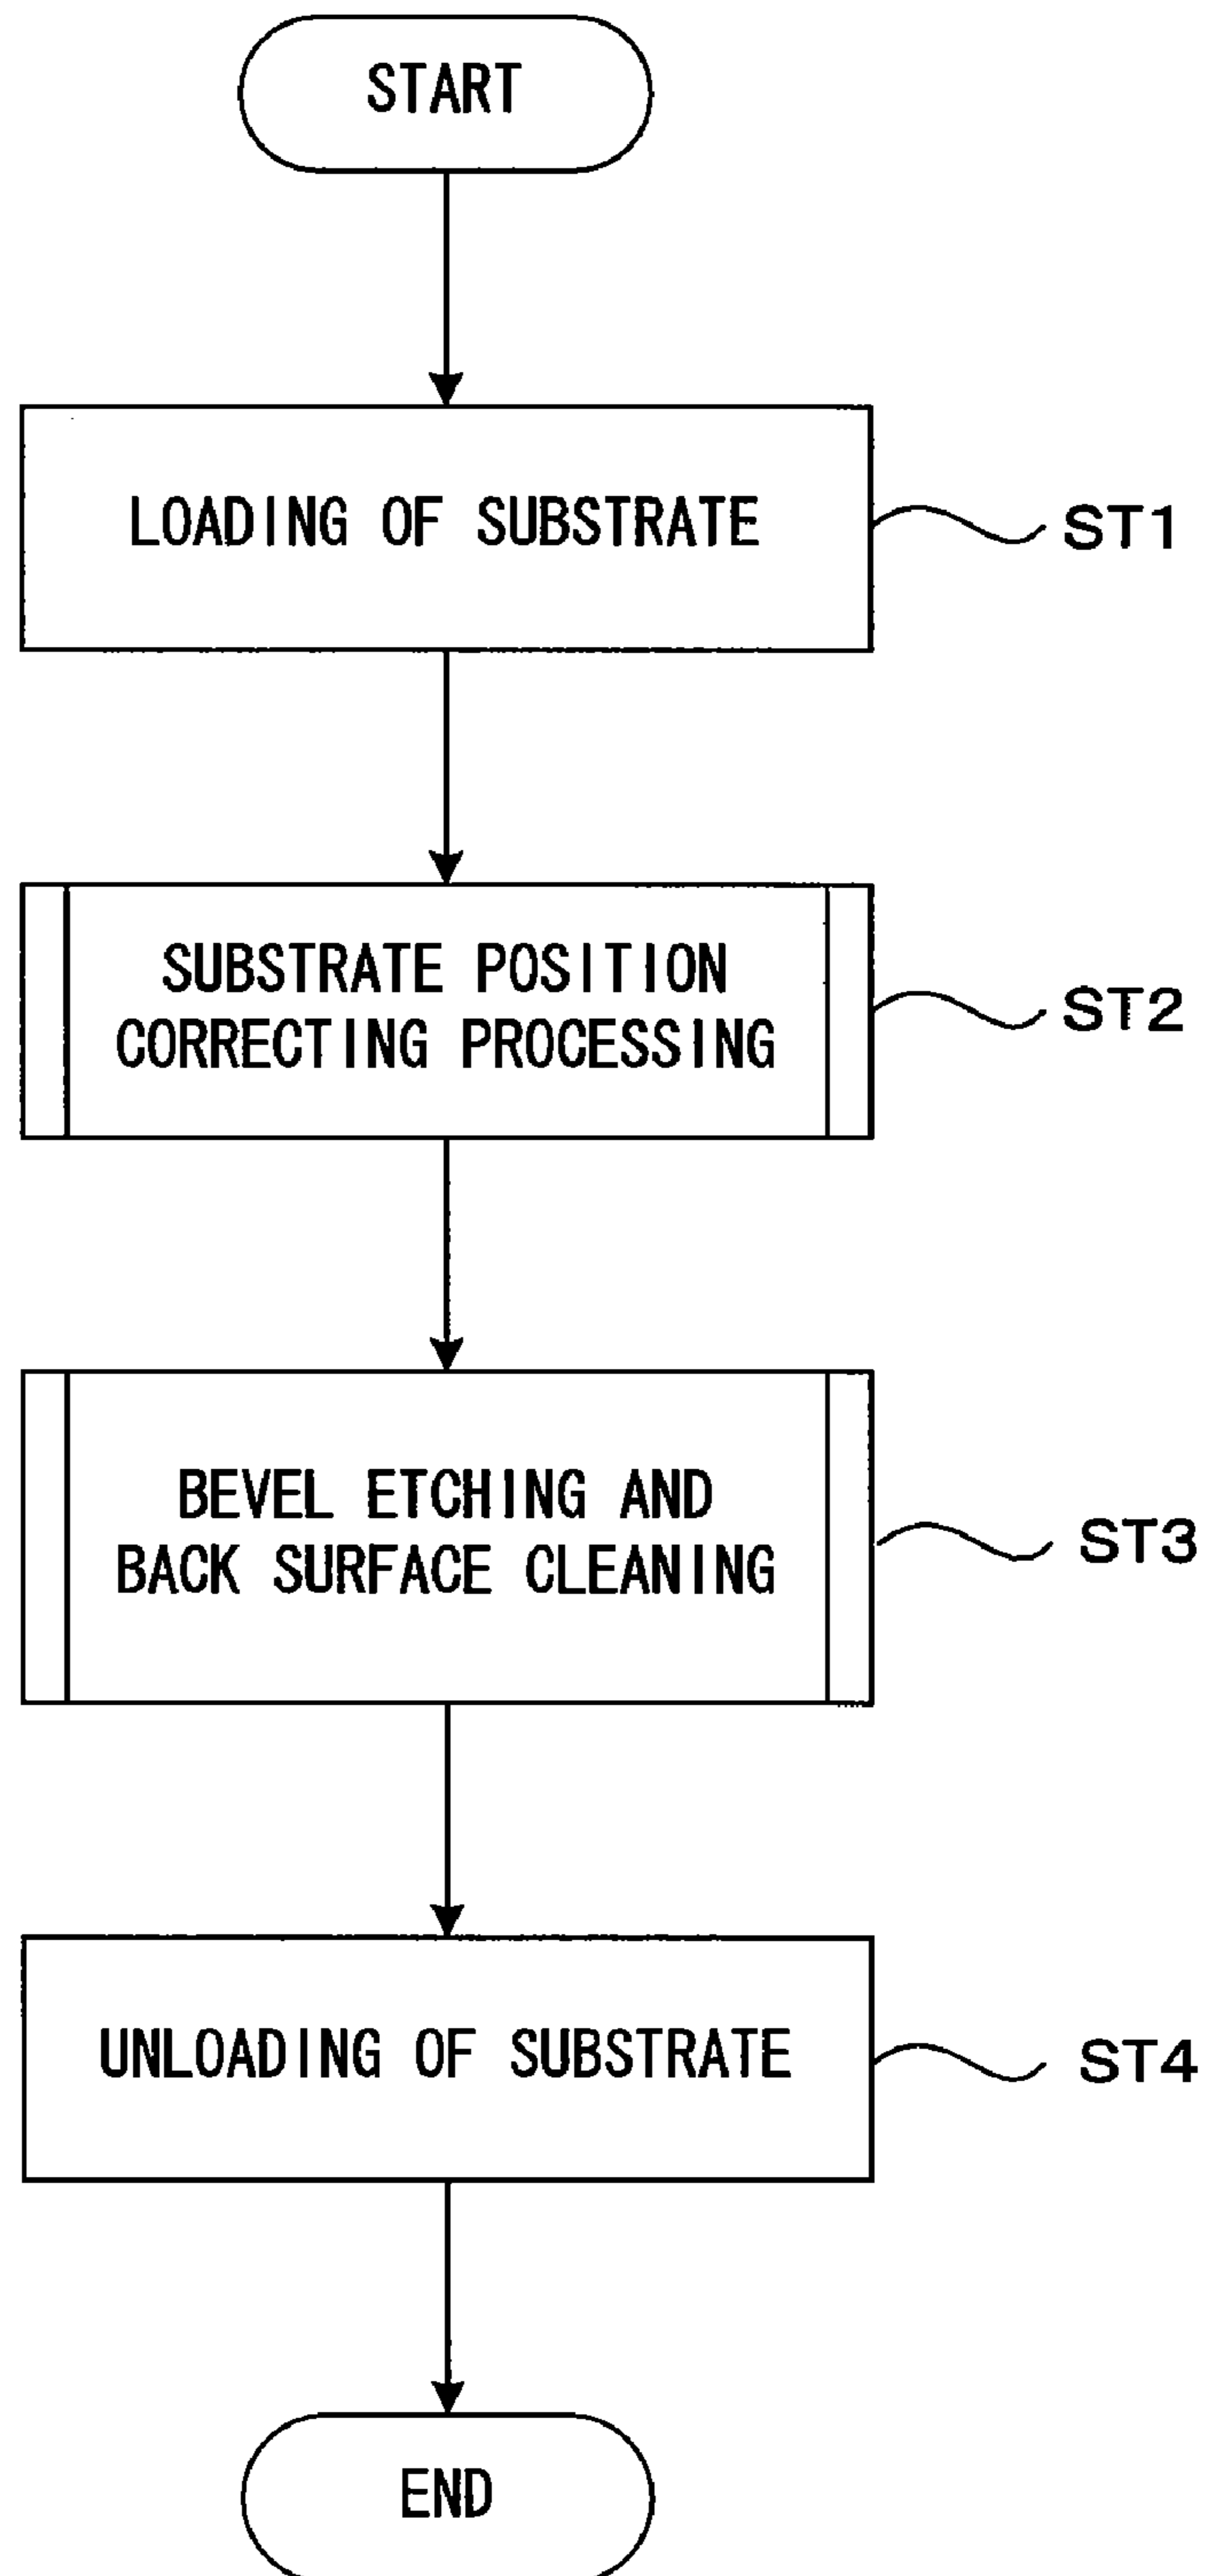 START
LOADING OF SUBSTRATE
ST1
SUBSTRATE POSITION
CORRECTING PROCESSING
ST2
BEVEL ETCHING AND
BACK SURFACE CLEANING
ST3
UNLOADING OF SUBSTRATE
ST4
END